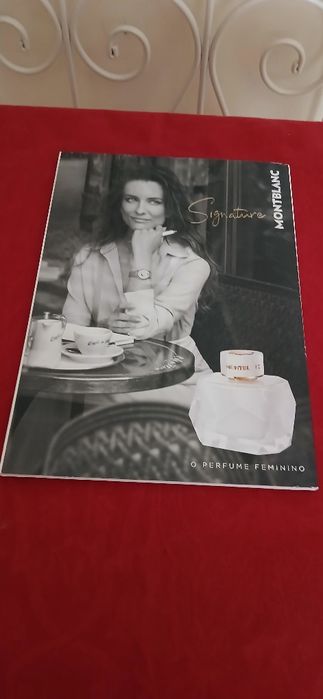 Signature
MONTBLANC
O PERFUME FEMININO